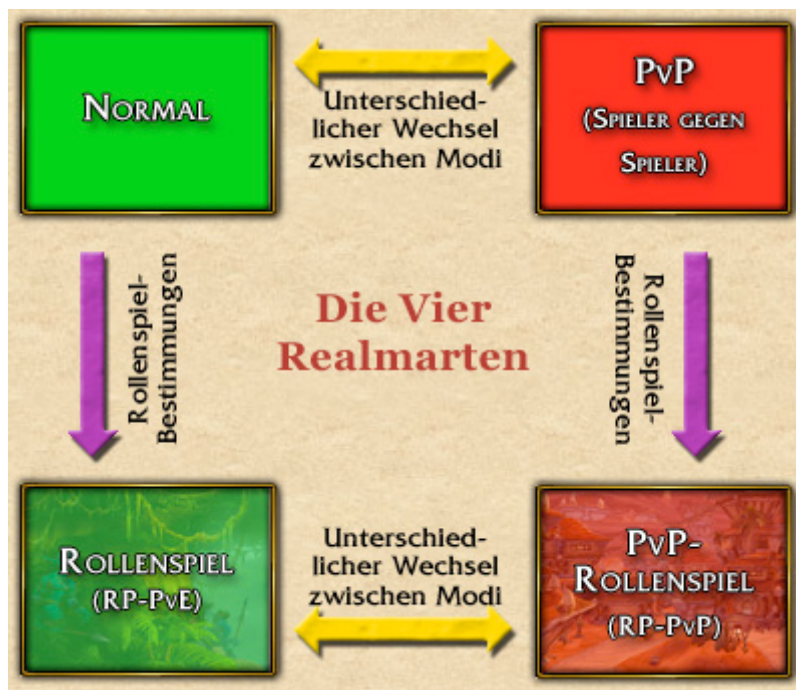 Normal
Unterschied-
licher Wechsel
zwischen Modi
PvP
(Spieler gegen
Spieler)
Rollenspiel-
Bestimmungen
Die Vier
Realmarten
Rollenspiel-
Bestimmungen
Rollenspiel
(RP-PvE)
Unterschied-
licher Wechsel
zwischen Modi
PvP-
Rollenspiel
(RP-PvP)